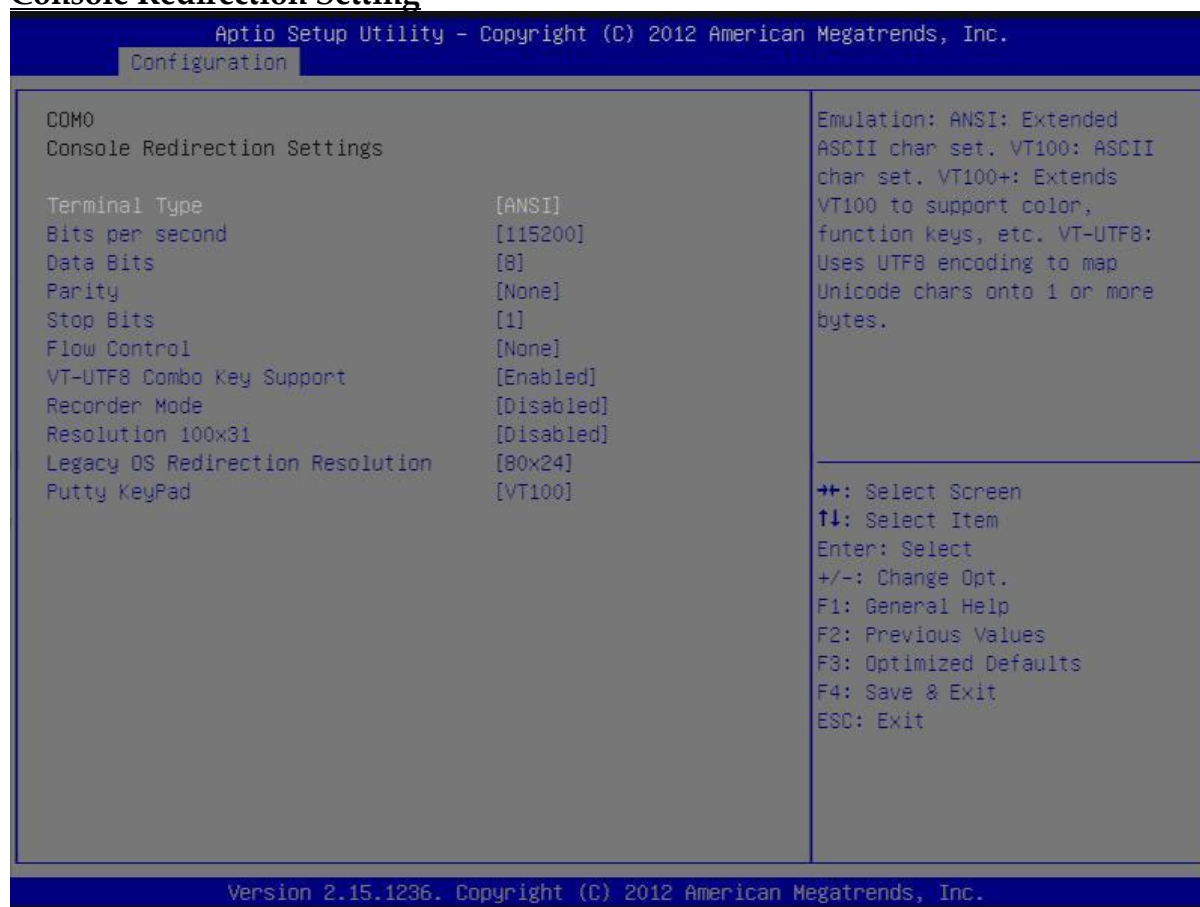 Console Redirection Setting
Aptio Setup Utility – Copyright (C) 2012 American Megatrends, Inc.
Configuration
COM0
Console Redirection Settings
Terminal Type [ANSI]
Bits per second [115200]
Data Bits [8]
Parity [None]
Stop Bits [1]
Flow Control [None]
VT-UTF8 Combo Key Support [Enabled]
Recorder Mode [Disabled]
Resolution 100x31 [Disabled]
Legacy OS Redirection Resolution [80x24]
Putty KeyPad [VT100]
Emulation: ANSI: Extended
ASCII char set. VT100: ASCII
char set. VT100+: Extends
VT100 to support color,
function keys, etc. VT-UTF8:
Uses UTF8 encoding to map
Unicode chars onto 1 or more
bytes.
→←: Select Screen
↑↓: Select Item
Enter: Select
+/-: Change Opt.
F1: General Help
F2: Previous Values
F3: Optimized Defaults
F4: Save & Exit
ESC: Exit
Version 2.15.1236. Copyright (C) 2012 American Megatrends, Inc.